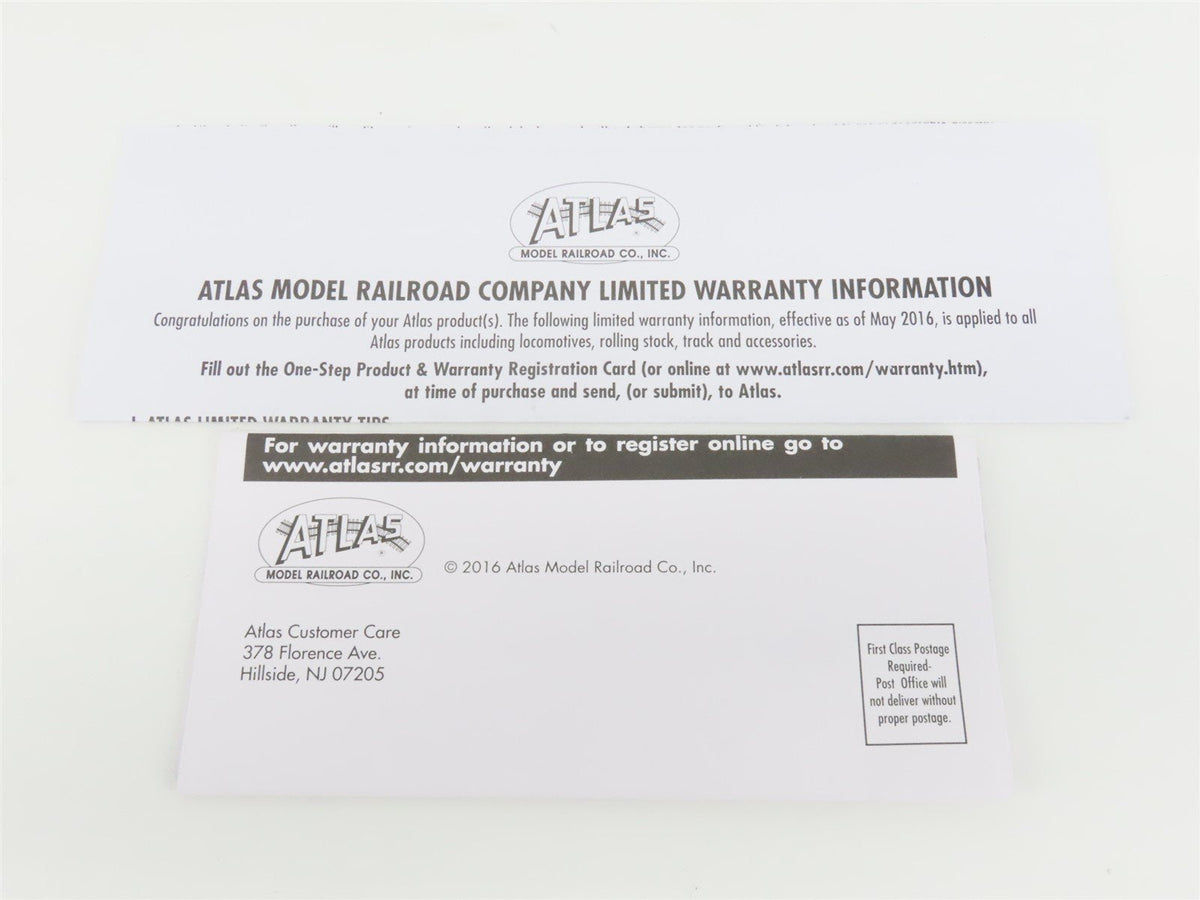 ATLAS
®
MODEL RAILROAD CO., INC.
ATLAS MODEL RAILROAD COMPANY LIMITED WARRANTY INFORMATION
Congratulations on the purchase of your Atlas product(s). The following limited warranty information, effective as of May 2016, is applied to all
Atlas products including locomotives, rolling stock, track and accessories.
Fill out the One-Step Product & Warranty Registration Card (or online at www.atlasrr.com/warranty.htm),
at time of purchase and send, (or submit), to Atlas.
I. ATLAS LIMITED WARRANTY TIPS
For warranty information or to register online go to
www.atlasrr.com/warranty
ATLAS
®
MODEL RAILROAD CO., INC.
© 2016 Atlas Model Railroad Co., Inc.
Atlas Customer Care
378 Florence Ave.
Hillside, NJ 07205
First Class Postage
Required-
Post Office will
not deliver without
proper postage.